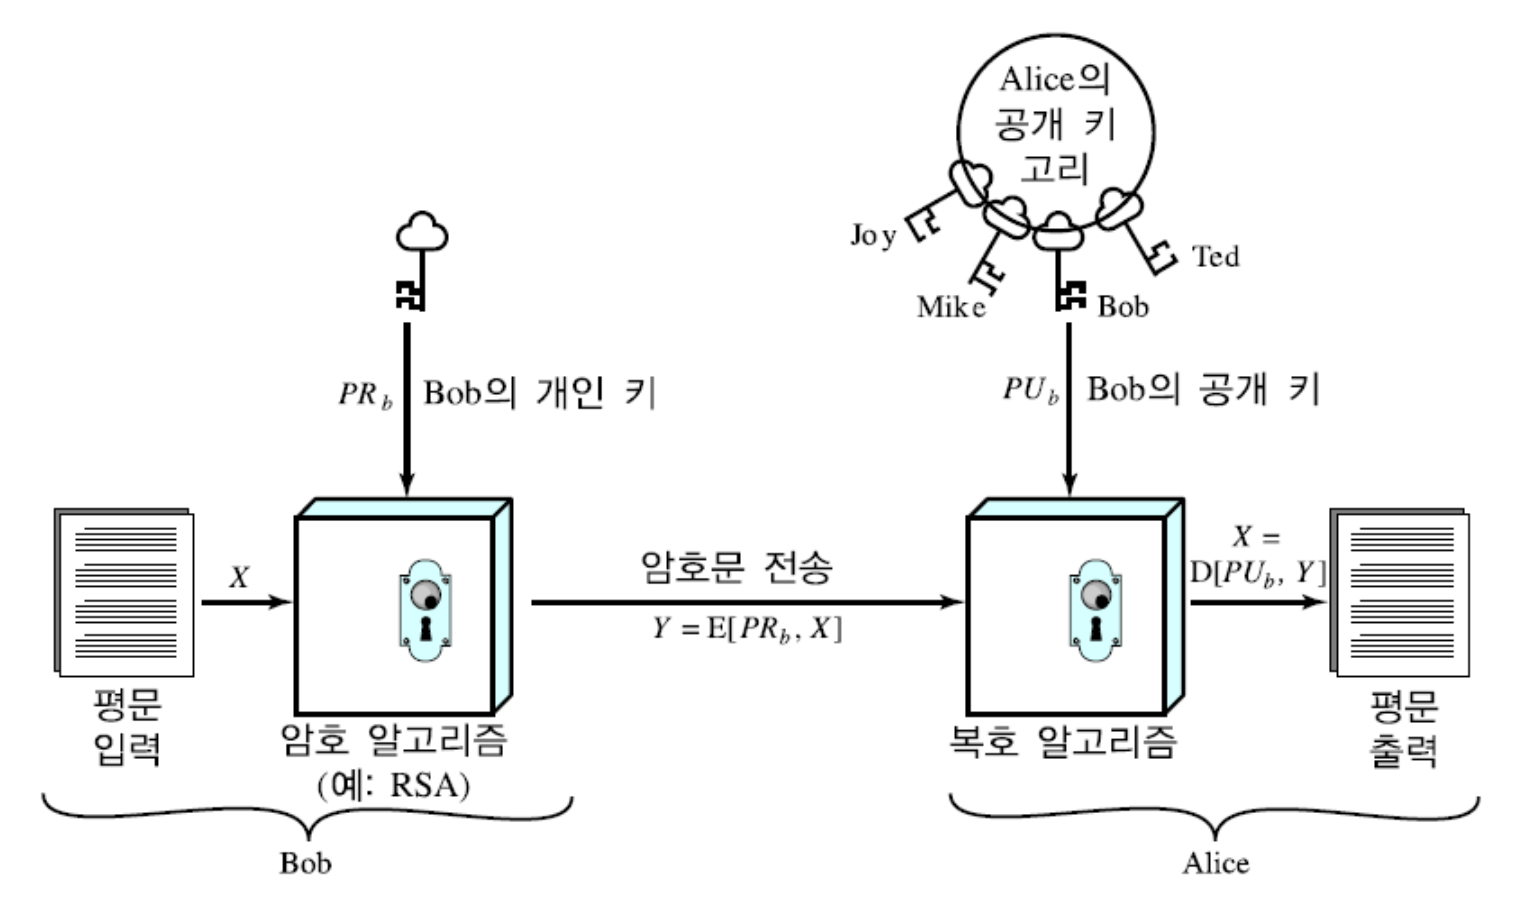 Alice의
공개 키
고리
Joy
Mike
Bob
Ted
PR_b Bob의 개인 키
PU_b Bob의 공개 키
X
암호문 전송
Y = E[PR_b, X]
X =
D[PU_b, Y]
평문
입력
암호 알고리즘
(예: RSA)
복호 알고리즘
평문
출력
Bob
Alice